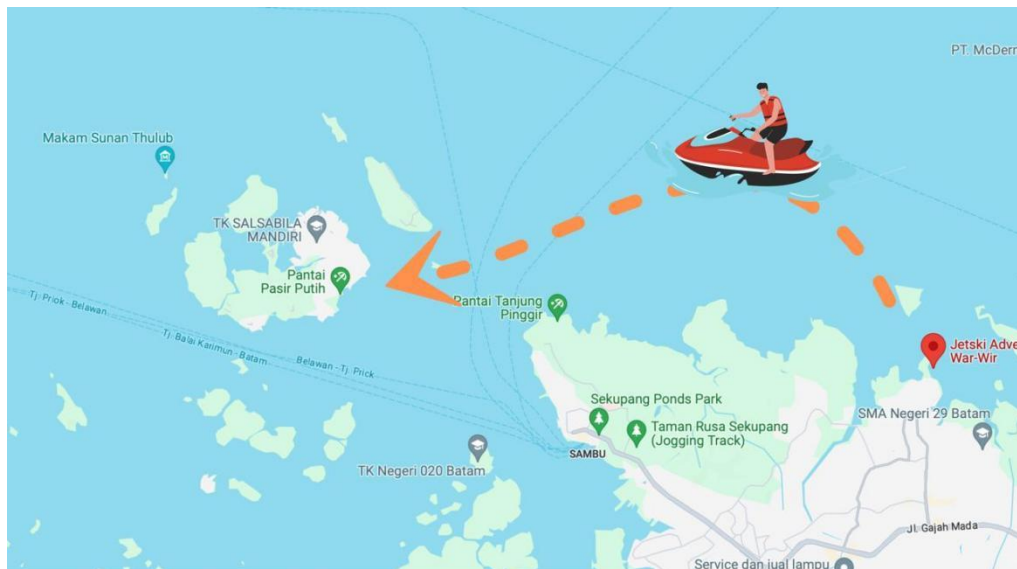 PT. McDerm
Makam Sunan Thulub
TK SALSABILA
MANDIRI
Pantai
Pasir Putih
Pantai Tanjung
Pinggir
Tj. Priok - Belawan
Tj. Balai Karimun - Batam
Belawan - Tj. Prick
Jetski Adve
War-Wir
Sekupang Ponds Park
SMA Negeri 29 Batam
Taman Rusa Sekupang
(Jogging Track)
SAMBU
TK Negeri 020 Batam
Jl. Gajah Mada
Service dan jual lampu